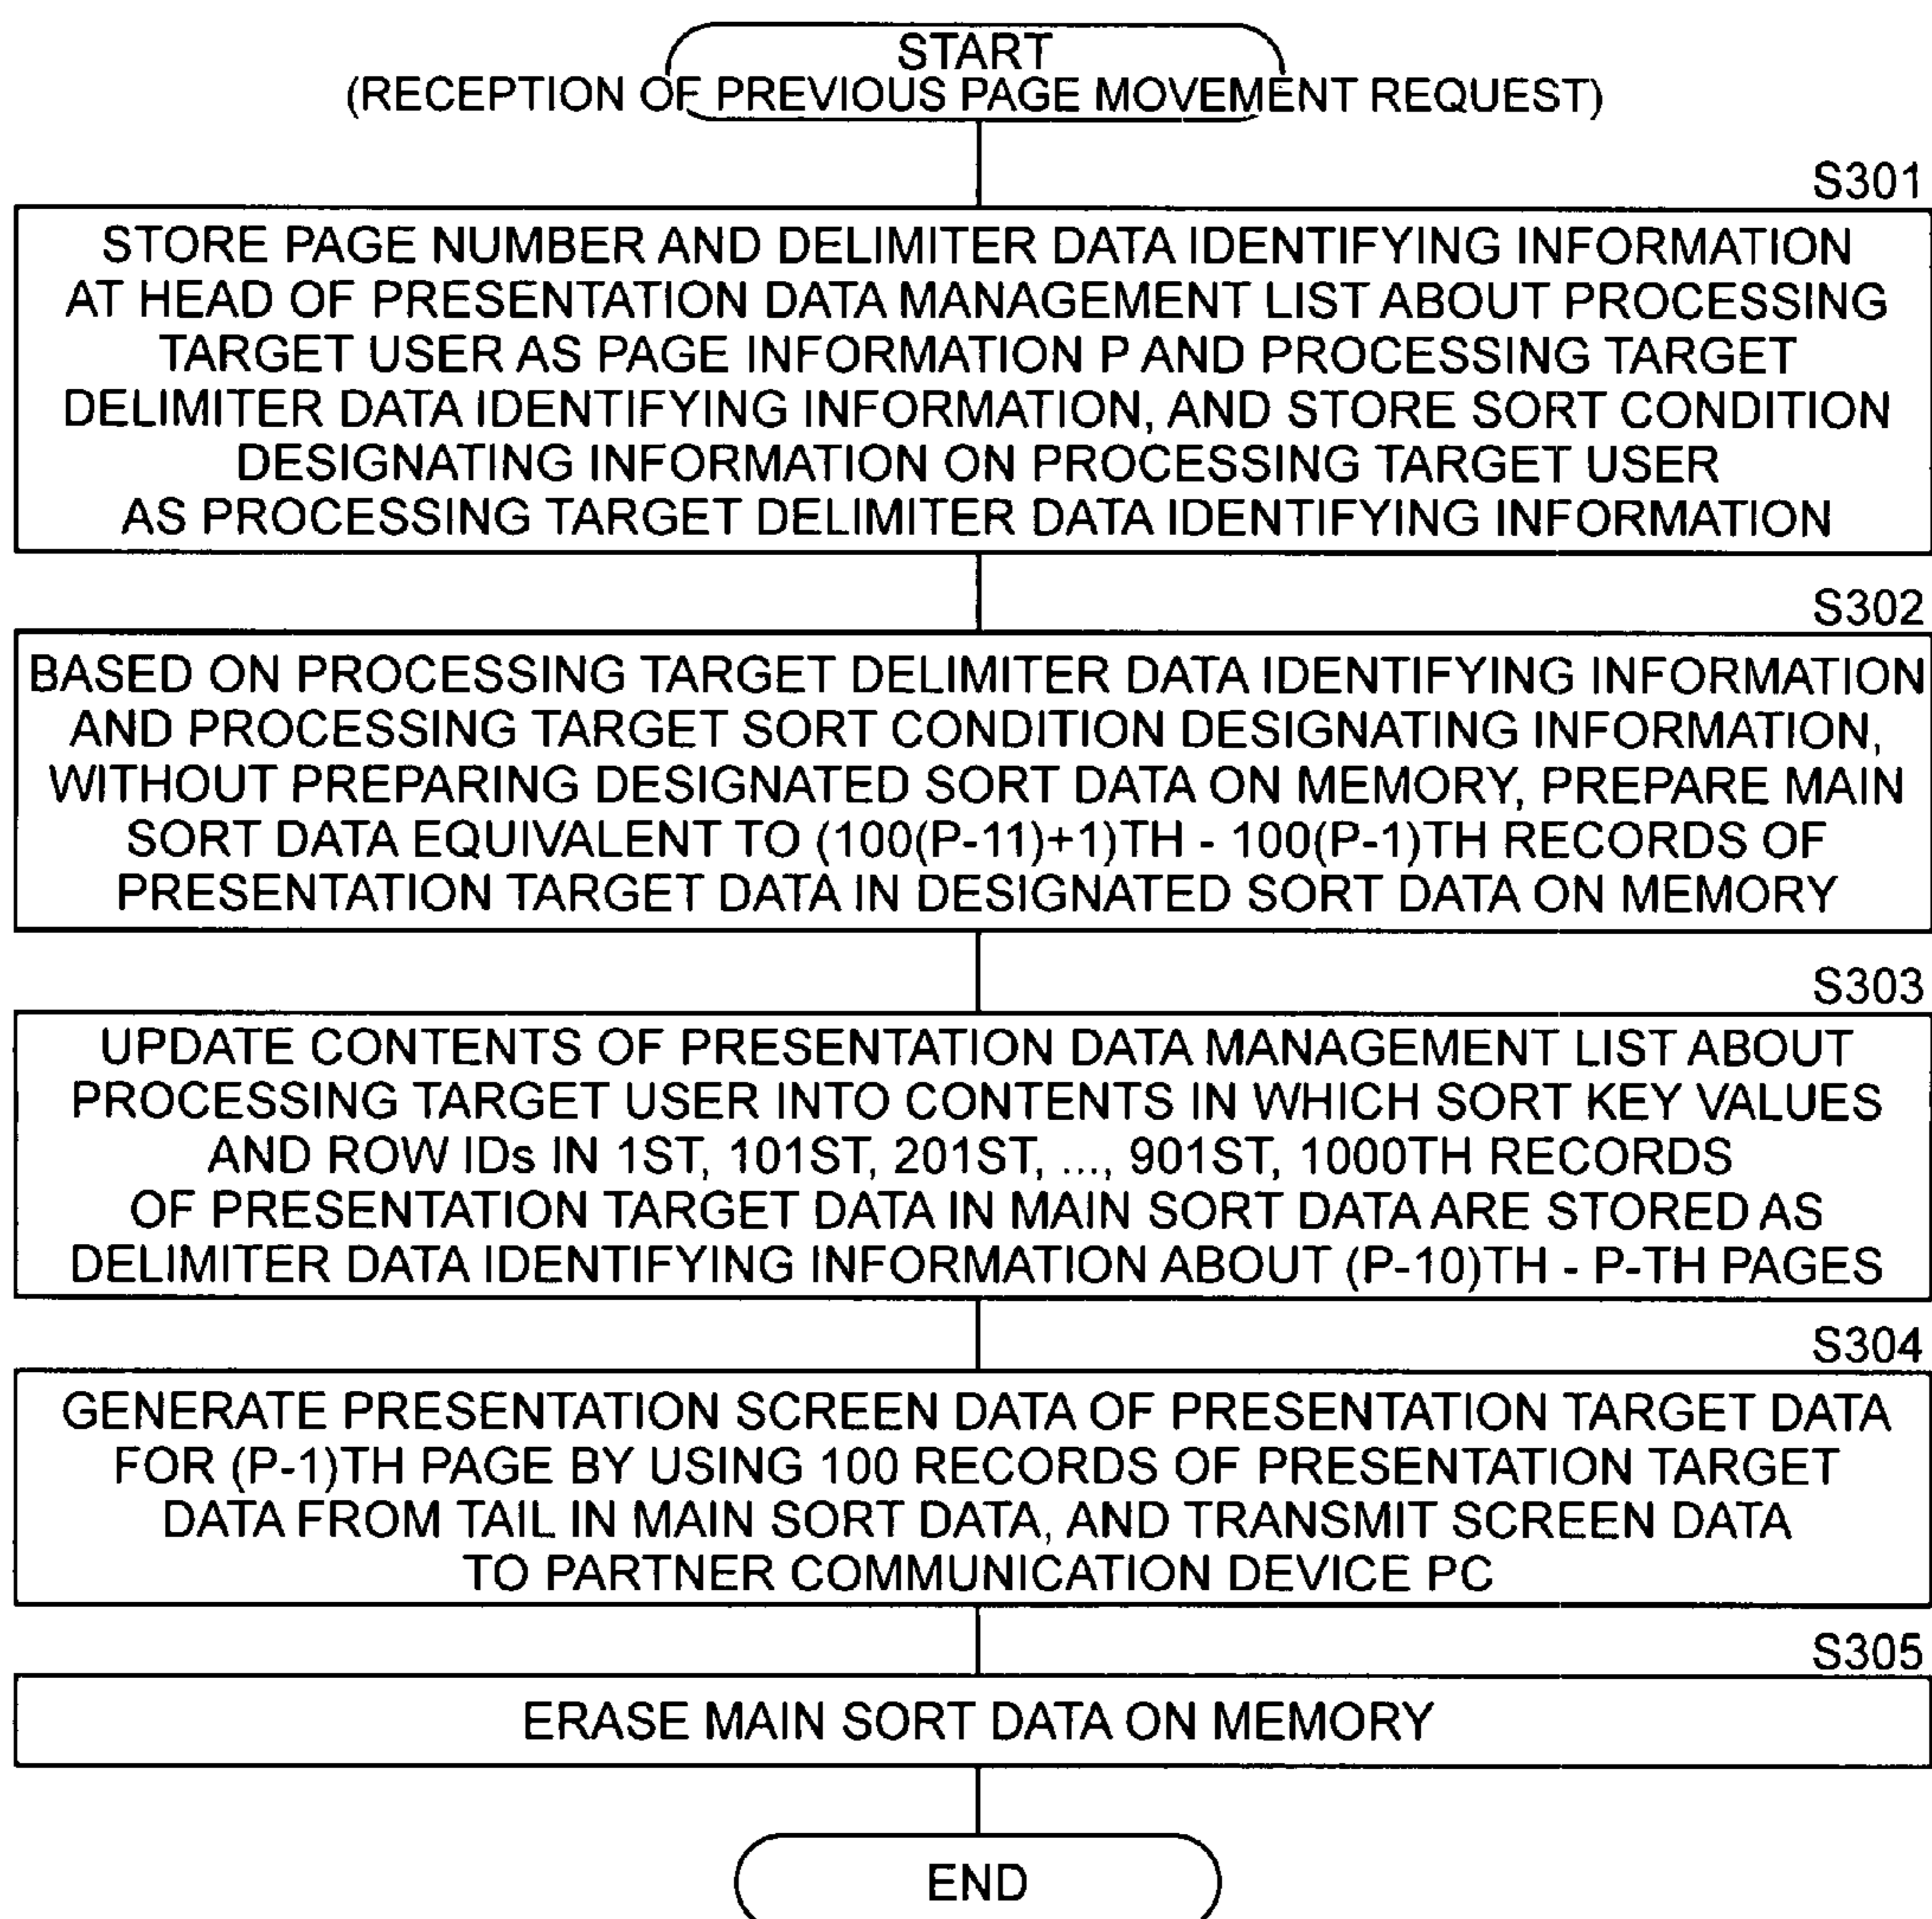 START
(RECEPTION OF PREVIOUS PAGE MOVEMENT REQUEST)
S301
STORE PAGE NUMBER AND DELIMITER DATA IDENTIFYING INFORMATION
AT HEAD OF PRESENTATION DATA MANAGEMENT LIST ABOUT PROCESSING
TARGET USER AS PAGE INFORMATION P AND PROCESSING TARGET
DELIMITER DATA IDENTIFYING INFORMATION, AND STORE SORT CONDITION
DESIGNATING INFORMATION ON PROCESSING TARGET USER
AS PROCESSING TARGET DELIMITER DATA IDENTIFYING INFORMATION
S302
BASED ON PROCESSING TARGET DELIMITER DATA IDENTIFYING INFORMATION
AND PROCESSING TARGET SORT CONDITION DESIGNATING INFORMATION,
WITHOUT PREPARING DESIGNATED SORT DATA ON MEMORY, PREPARE MAIN
SORT DATA EQUIVALENT TO (100(P-11)+1)TH - 100(P-1)TH RECORDS OF
PRESENTATION TARGET DATA IN DESIGNATED SORT DATA ON MEMORY
S303
UPDATE CONTENTS OF PRESENTATION DATA MANAGEMENT LIST ABOUT
PROCESSING TARGET USER INTO CONTENTS IN WHICH SORT KEY VALUES
AND ROW IDs IN 1ST, 101ST, 201ST, ..., 901ST, 1000TH RECORDS
OF PRESENTATION TARGET DATA IN MAIN SORT DATA ARE STORED AS
DELIMITER DATA IDENTIFYING INFORMATION ABOUT (P-10)TH - P-TH PAGES
S304
GENERATE PRESENTATION SCREEN DATA OF PRESENTATION TARGET DATA
FOR (P-1)TH PAGE BY USING 100 RECORDS OF PRESENTATION TARGET
DATA FROM TAIL IN MAIN SORT DATA, AND TRANSMIT SCREEN DATA
TO PARTNER COMMUNICATION DEVICE PC
S305
ERASE MAIN SORT DATA ON MEMORY
END